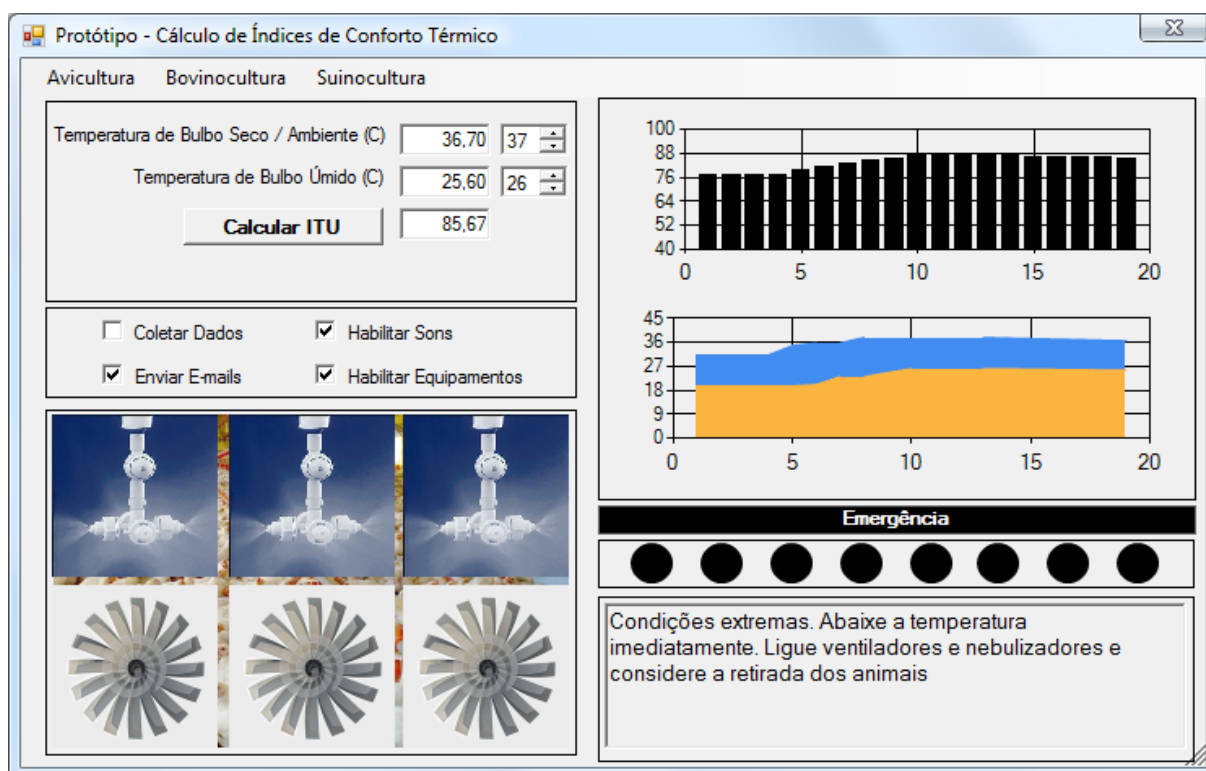 Protótipo - Cálculo de Índices de Conforto Térmico
Avicultura Bovinocultura Suinocultura
Temperatura de Bulbo Seco / Ambiente (C) 36,70 37
Temperatura de Bulbo Úmido (C) 25,60 26
Calcular ITU 85,67
Coletar Dados Habilitar Sons
Enviar E-mails Habilitar Equipamentos
100
88
76
64
52
40
0 5 10 15 20
45
36
27
18
9
0
0 5 10 15 20
Emergência
Condições extremas. Abaixe a temperatura
imediatamente. Ligue ventiladores e nebulizadores e
considere a retirada dos animais